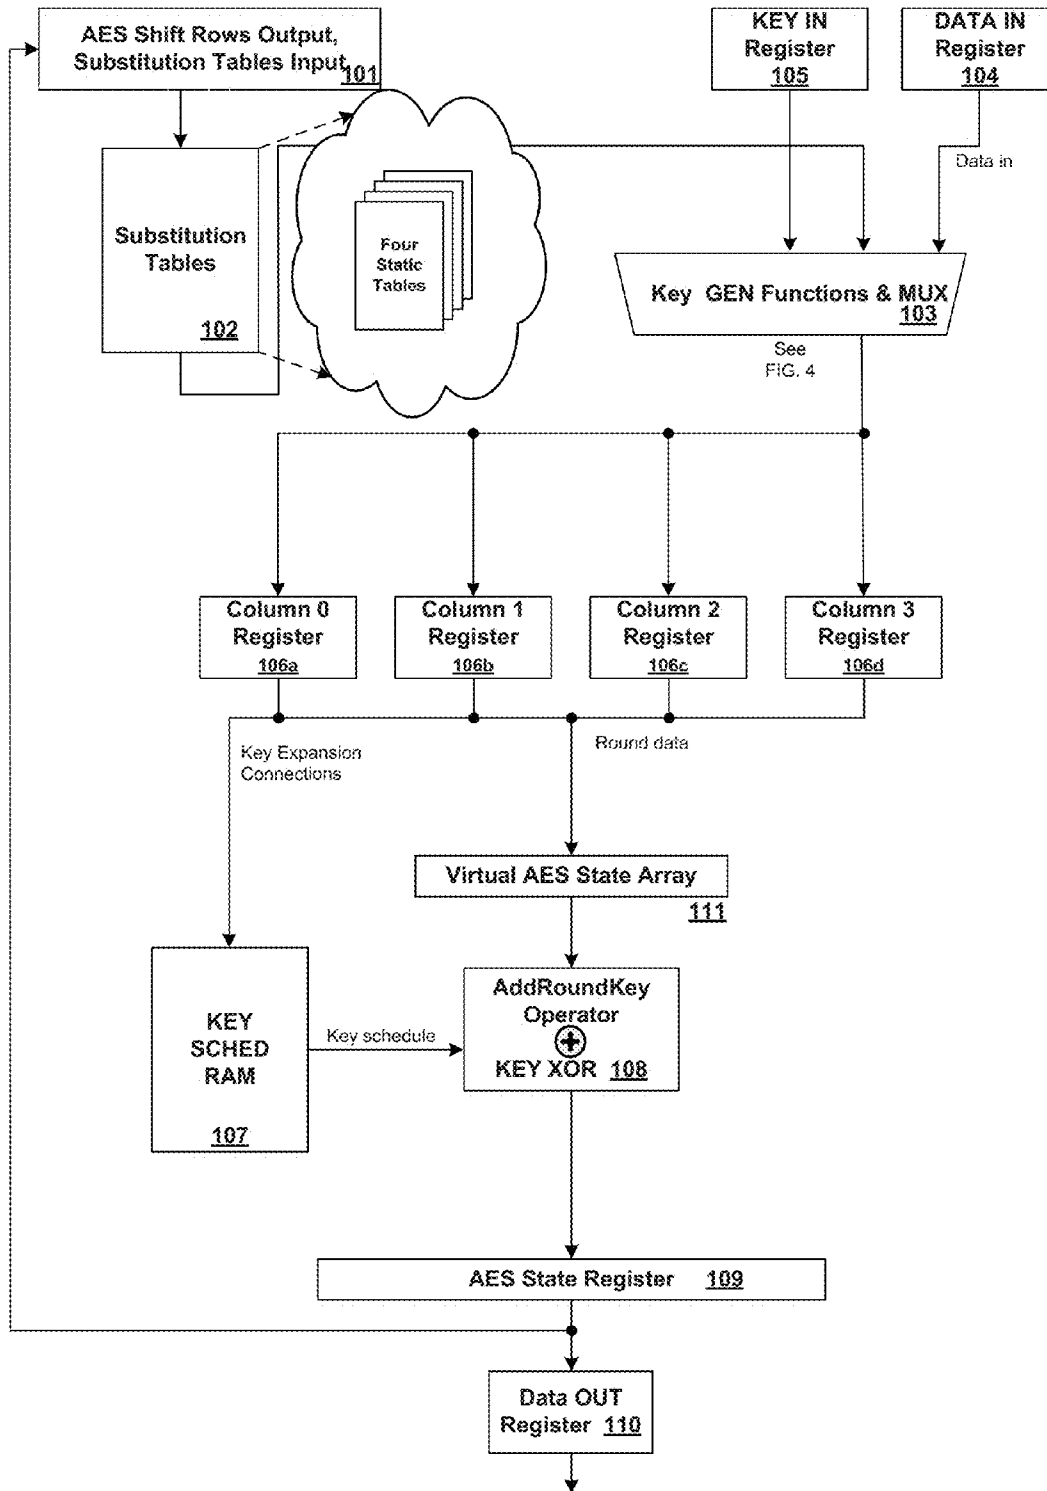 AES Shift Rows Output,
Substitution Tables Input
101
KEY IN
Register
105
DATA IN
Register
104
Data in
Substitution
Tables
102
Four
Static
Tables
Key GEN Functions & MUX
103
See
FIG. 4
Column 0
Register
106a
Column 1
Register
106b
Column 2
Register
106c
Column 3
Register
106d
Key Expansion
Connections
Round data
Virtual AES State Array
111
KEY
SCHED
RAM
107
Key schedule
AddRoundKey
Operator
KEY XOR 108
AES State Register 109
Data OUT
Register 110